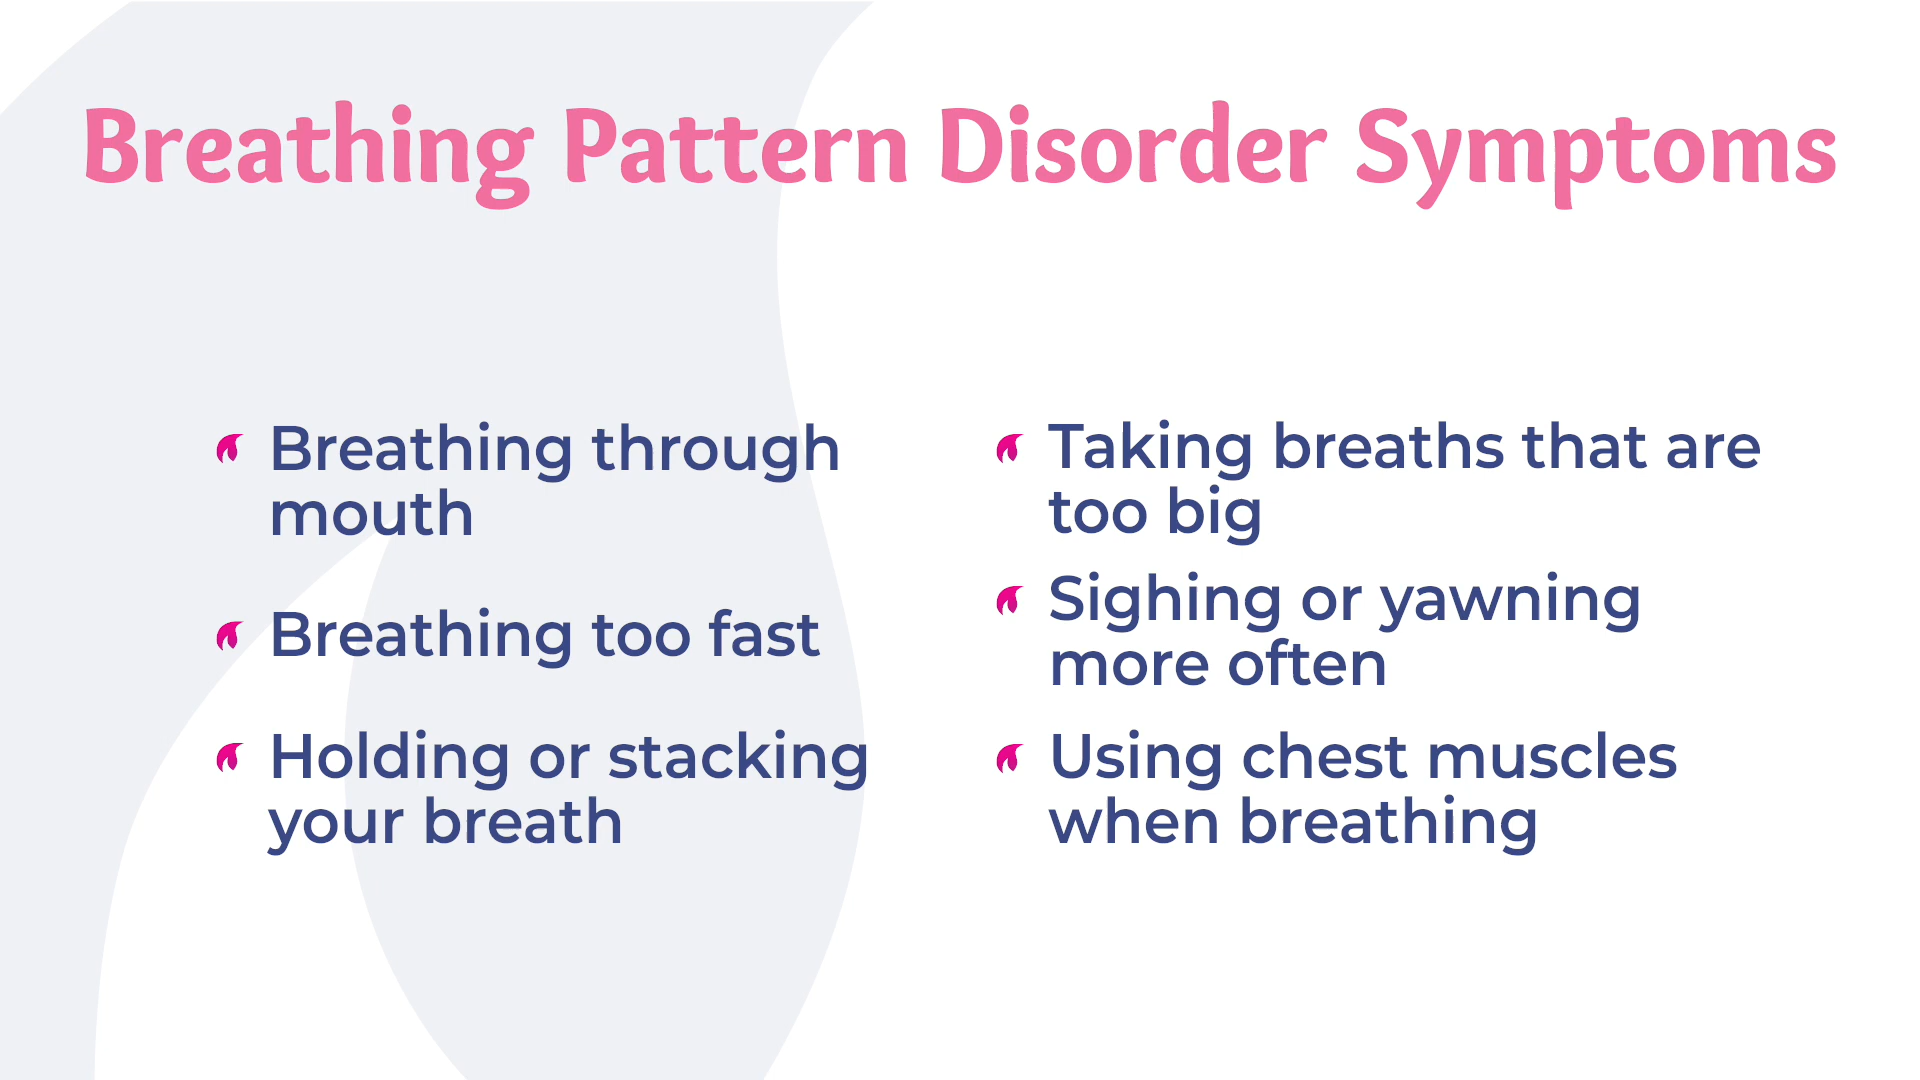 Breathing Pattern Disorder Symptoms
Breathing through
mouth
Breathing too fast
Holding or stacking
your breath
Taking breaths that are
too big
Sighing or yawning
more often
Using chest muscles
when breathing